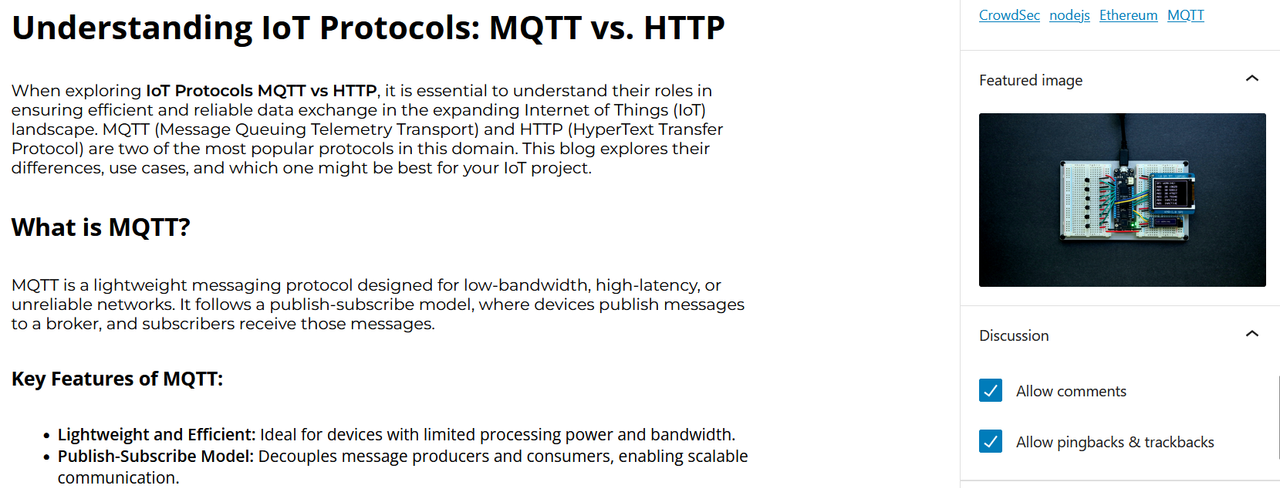 Understanding IoT Protocols: MQTT vs. HTTP
When exploring IoT Protocols MQTT vs HTTP, it is essential to understand their roles in
ensuring efficient and reliable data exchange in the expanding Internet of Things (IoT)
landscape. MQTT (Message Queuing Telemetry Transport) and HTTP (HyperText Transfer
Protocol) are two of the most popular protocols in this domain. This blog explores their
differences, use cases, and which one might be best for your IoT project.
What is MQTT?
MQTT is a lightweight messaging protocol designed for low-bandwidth, high-latency, or
unreliable networks. It follows a publish-subscribe model, where devices publish messages
to a broker, and subscribers receive those messages.
Key Features of MQTT:
• Lightweight and Efficient: Ideal for devices with limited processing power and bandwidth.
• Publish-Subscribe Model: Decouples message producers and consumers, enabling scalable
communication.
CrowdSec nodejs Ethereum MQTT
Featured image
Discussion
Allow comments
Allow pingbacks & trackbacks